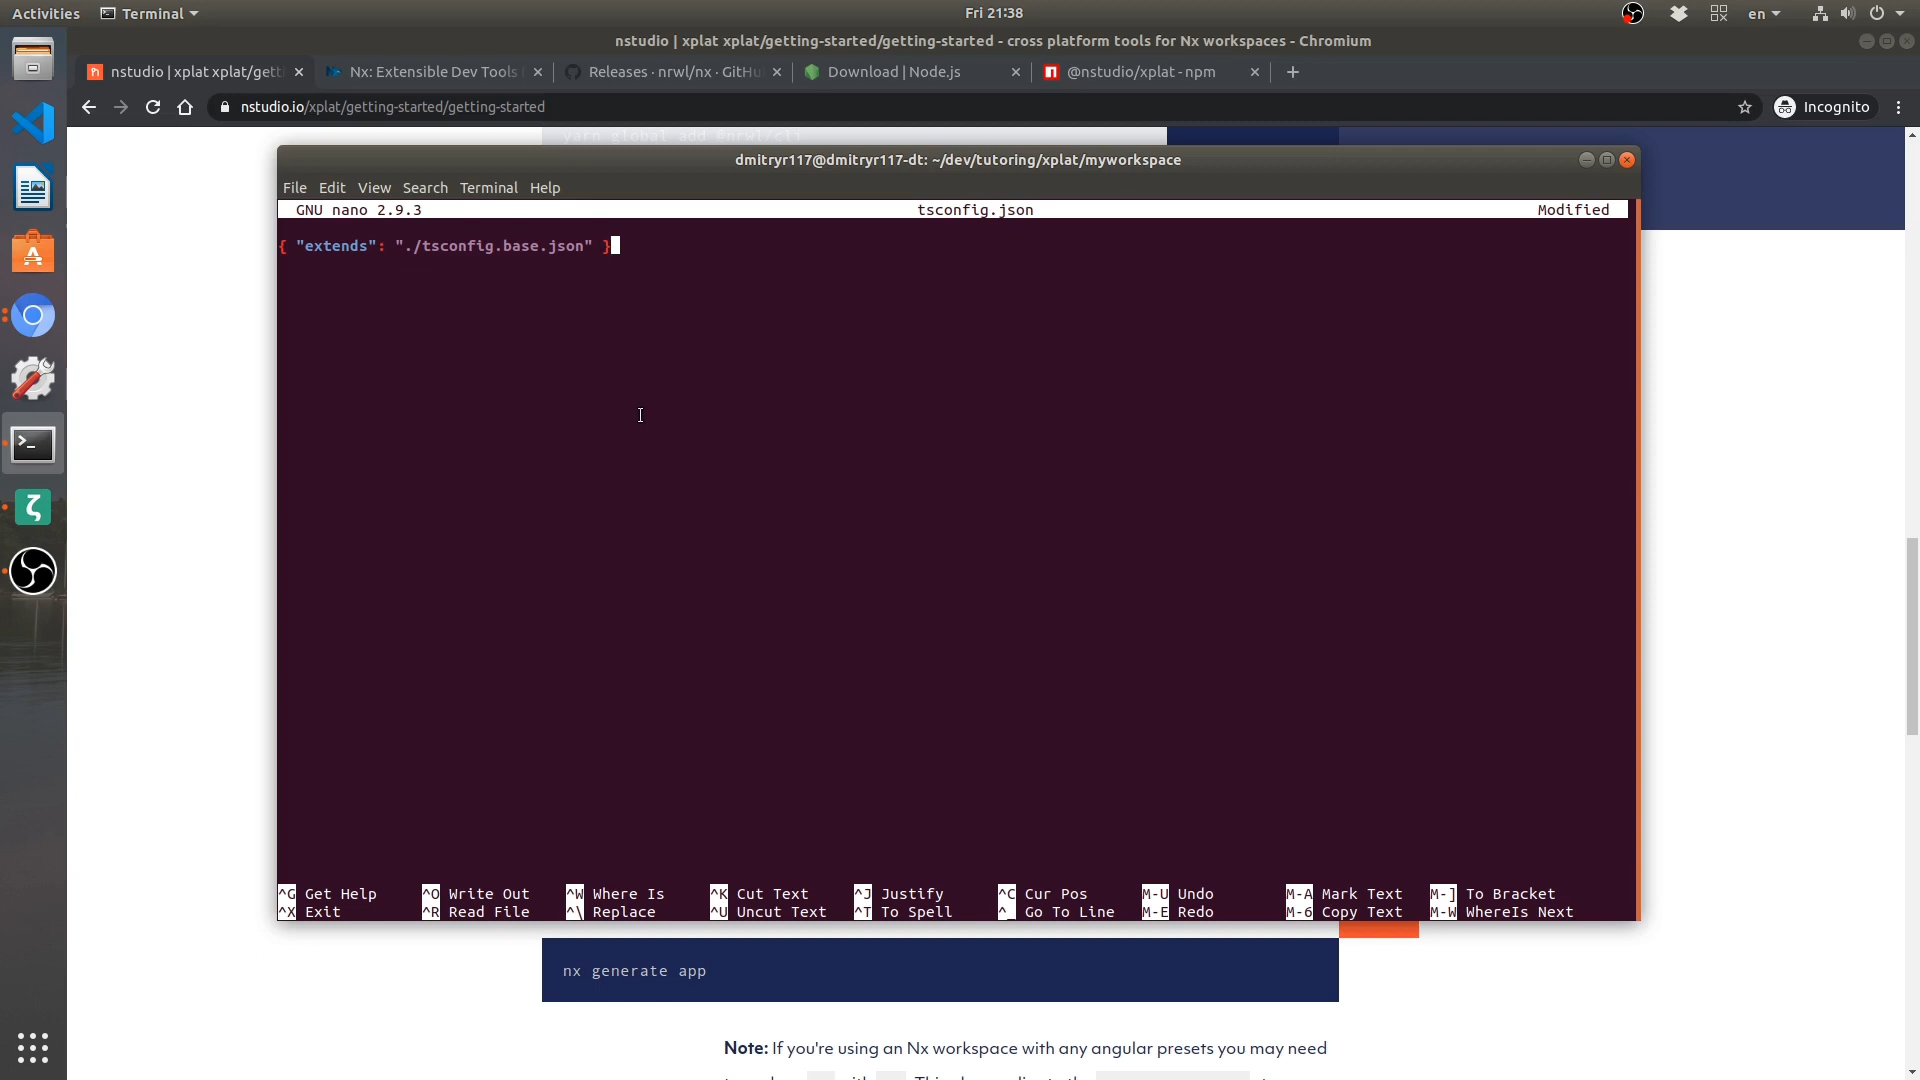 Activities Terminal Fri 21:38 en
nstudio | xplat xplat/getting-started/getting-started - cross platform tools for Nx workspaces - Chromium
nstudio | xplat xplat/gett Nx: Extensible Dev Tools Releases · nrwl/nx · GitHu Download | Node.js @nstudio/xplat - npm
nstudio.io/xplat/getting-started/getting-started Incognito
yarn global add @nrwl/cli
dmitryr117@dmitryr117-dt: ~/dev/tutoring/xplat/myworkspace
File Edit View Search Terminal Help
GNU nano 2.9.3 tsconfig.json Modified
{ "extends": "./tsconfig.base.json" }
^G Get Help ^O Write Out ^W Where Is ^K Cut Text ^J Justify ^C Cur Pos M-U Undo M-A Mark Text M-] To Bracket
^X Exit ^R Read File ^\ Replace ^U Uncut Text ^T To Spell ^_ Go To Line M-E Redo M-6 Copy Text M-W WhereIs Next
nx generate app
Note: If you're using an Nx workspace with any angular presets you may need